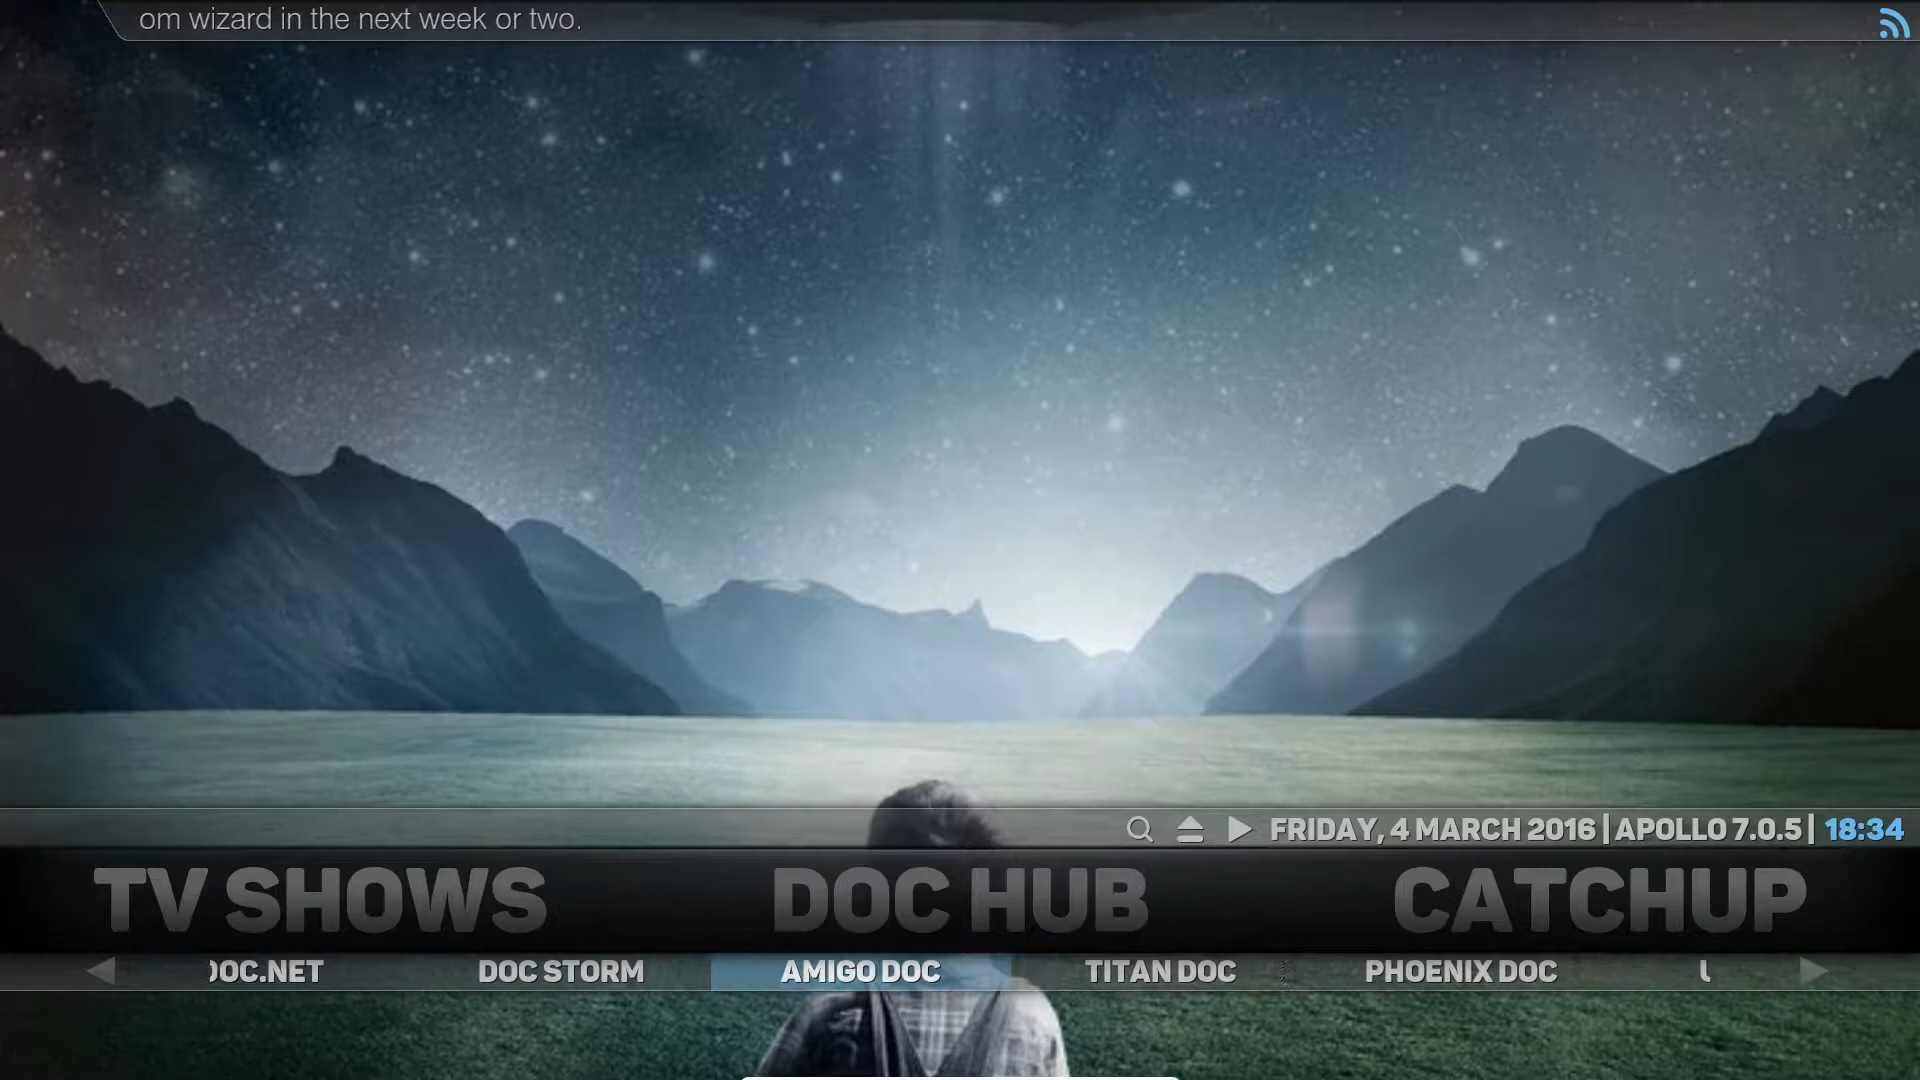 om wizard in the next week or two.
FRIDAY, 4 MARCH 2016 | APOLLO 7.0.5 | 18:34
TV SHOWS DOC HUB CATCHUP
DOC.NET DOC STORM AMIGO DOC TITAN DOC PHOENIX DOC